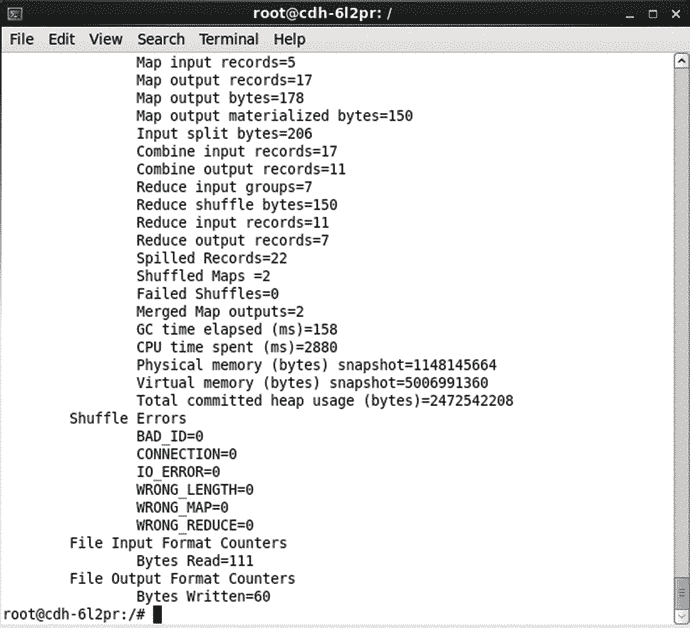 root@cdh-6l2pr: /
File Edit View Search Terminal Help
Map input records=5
Map output records=17
Map output bytes=178
Map output materialized bytes=150
Input split bytes=206
Combine input records=17
Combine output records=11
Reduce input groups=7
Reduce shuffle bytes=150
Reduce input records=11
Reduce output records=7
Spilled Records=22
Shuffled Maps =2
Failed Shuffles=0
Merged Map outputs=2
GC time elapsed (ms)=158
CPU time spent (ms)=2880
Physical memory (bytes) snapshot=1148145664
Virtual memory (bytes) snapshot=5006991360
Total committed heap usage (bytes)=2472542208
Shuffle Errors
BAD_ID=0
CONNECTION=0
IO_ERROR=0
WRONG_LENGTH=0
WRONG_MAP=0
WRONG_REDUCE=0
File Input Format Counters
Bytes Read=111
File Output Format Counters
Bytes Written=60
root@cdh-6l2pr:/#